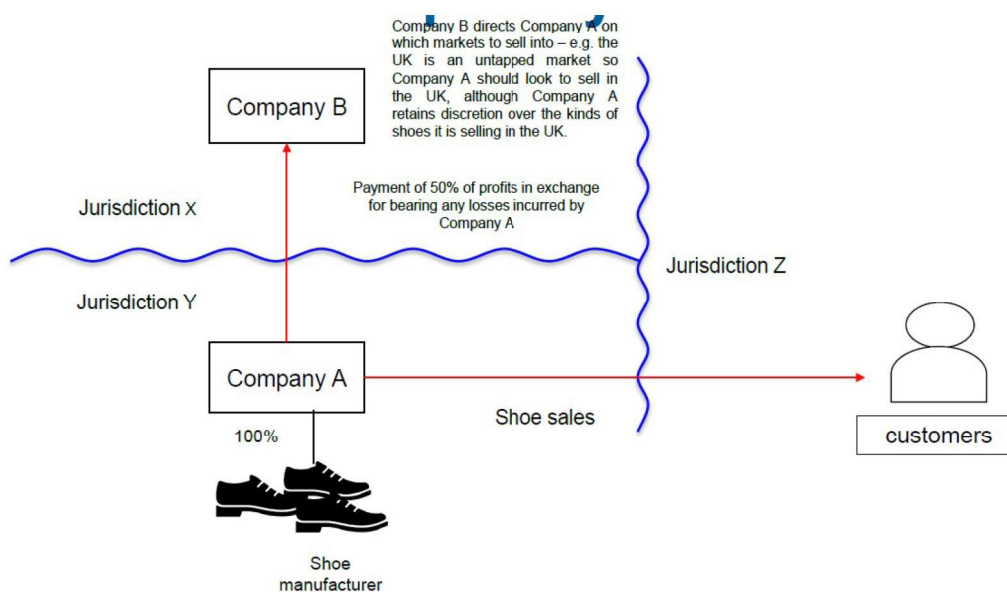 Company B directs Company A on
which markets to sell into – e.g. the
UK is an untapped market so
Company A should look to sell in
the UK, although Company A
retains discretion over the kinds of
shoes it is selling in the UK.
Company B
Payment of 50% of profits in exchange
for bearing any losses incurred by
Company A
Jurisdiction X
Jurisdiction Z
Jurisdiction Y
Company A
Shoe sales
100%
customers
Shoe
manufacturer